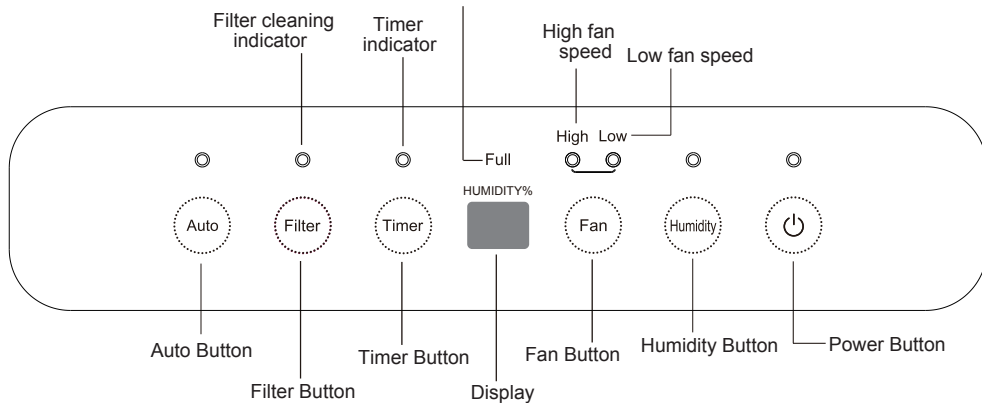 Filter cleaning
indicator
Timer
indicator
High fan
speed
Low fan speed
High Low
Full
HUMIDITY%
Auto
Filter
Timer
Fan
Humidity
Auto Button
Timer Button
Fan Button
Humidity Button
Power Button
Filter Button
Display